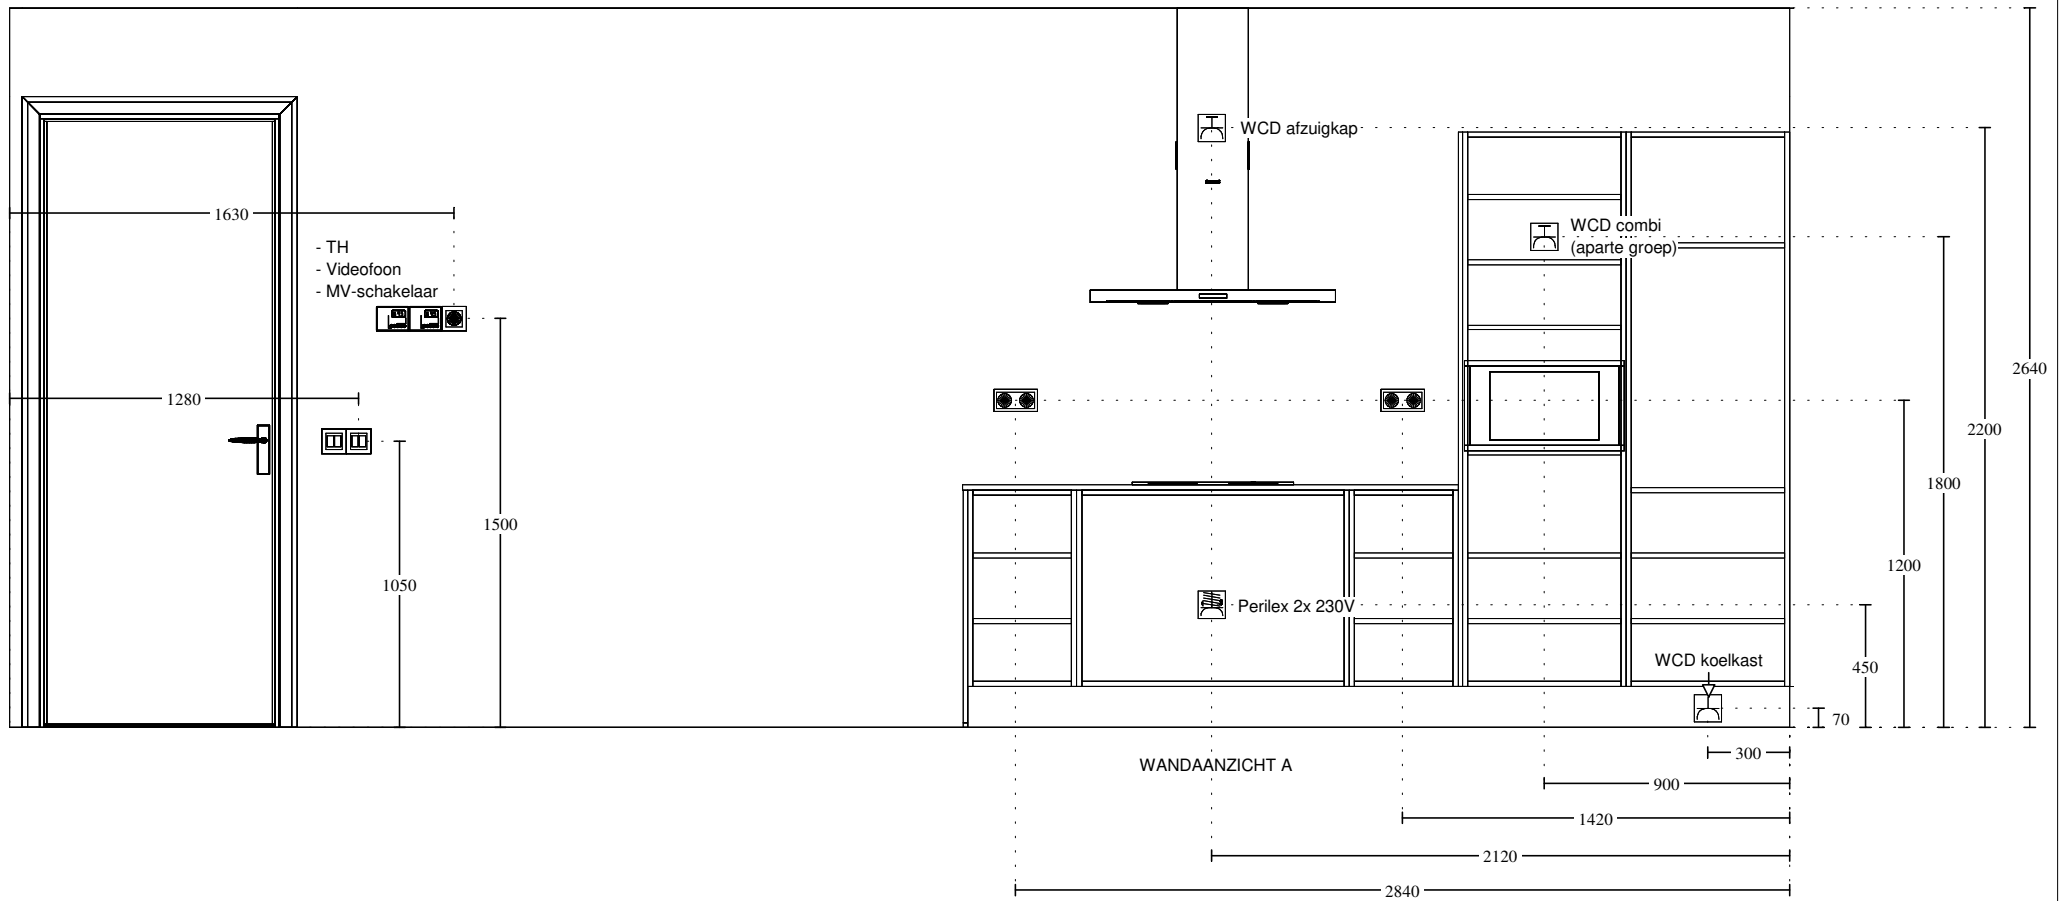 WCD afzuigkap
1630
WCD combi
(aparte groep)
- TH
- Videofoon
- MV-schakelaar
2640
1280
2200
1800
1500
1200
1050
Perilex 2x 230V
WCD koelkast
450
70
300
WANDAANZICHT A
900
1420
2120
2840